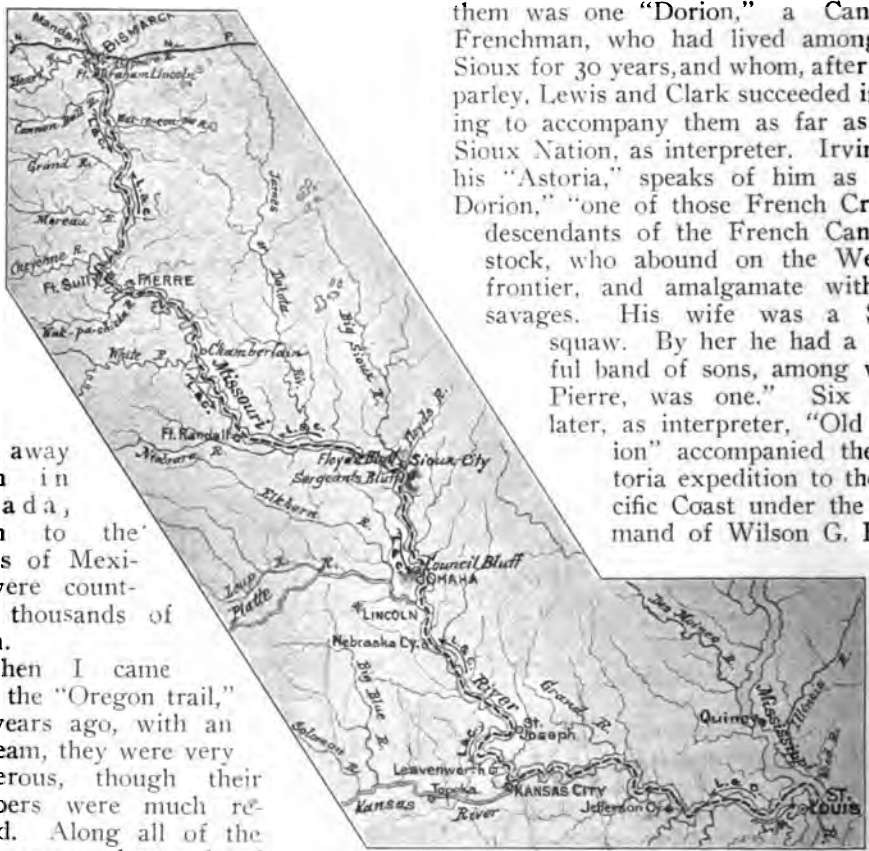 them was one “Dorion,” a Can
Frenchman, who had lived among
Sioux for 30 years, and whom, after
parley, Lewis and Clark succeeded i
ing to accompany them as far as
Sioux Nation, as interpreter. Irvin
his “Astoria,” speaks of him as
Dorion,” “one of those French Cr
descendants of the French Can
stock, who abound on the We
frontier, and amalgamate with
savages. His wife was a S
squaw. By her he had a
ful band of sons, among w
Pierre, was one.” Six
later, as interpreter, “Old
ion” accompanied the
toria expedition to the
cific Coast under the
mand of Wilson G. H
away
in
ada,
to the
s of Mexi-
vere count-
thousands of
hen I came
the “Oregon trail,”
years ago, with an
eam, they were very
erous, though their
bers were much re-
d. Along all of the
Mandan
BISMARCK
N. P. N. P.
Heart R.
Ft. Abraham Lincoln
Cannon Ball R.
L.&C.
Grand R.
L.&C.
Moreau R.
Cheyenne R.
Ft. Sully
PIERRE
James or Dakota Riv.
Big Sioux R.
White R.
Chamberlain
Missouri
L.&C.
Ft. Randall
L.&C.
Niobrara R.
Floyds R.
Floyds Bluff
Sioux City
Sergeants Bluff
Elkhorn R.
L.&C.
Council Bluff
OMAHA
Loup R.
Platte R.
LINCOLN
Nebraska Cy.
L.&C.
River
Big Blue R.
Solomon R.
Grand R.
St. Joseph
L.&C.
Leavenworth
Topeka
KANSAS CITY
Kansas River
Jefferson Cy.
L.&C.
Des Moines R.
Quincy
Mississippi
Illinois R.
ST. LOUIS
R.